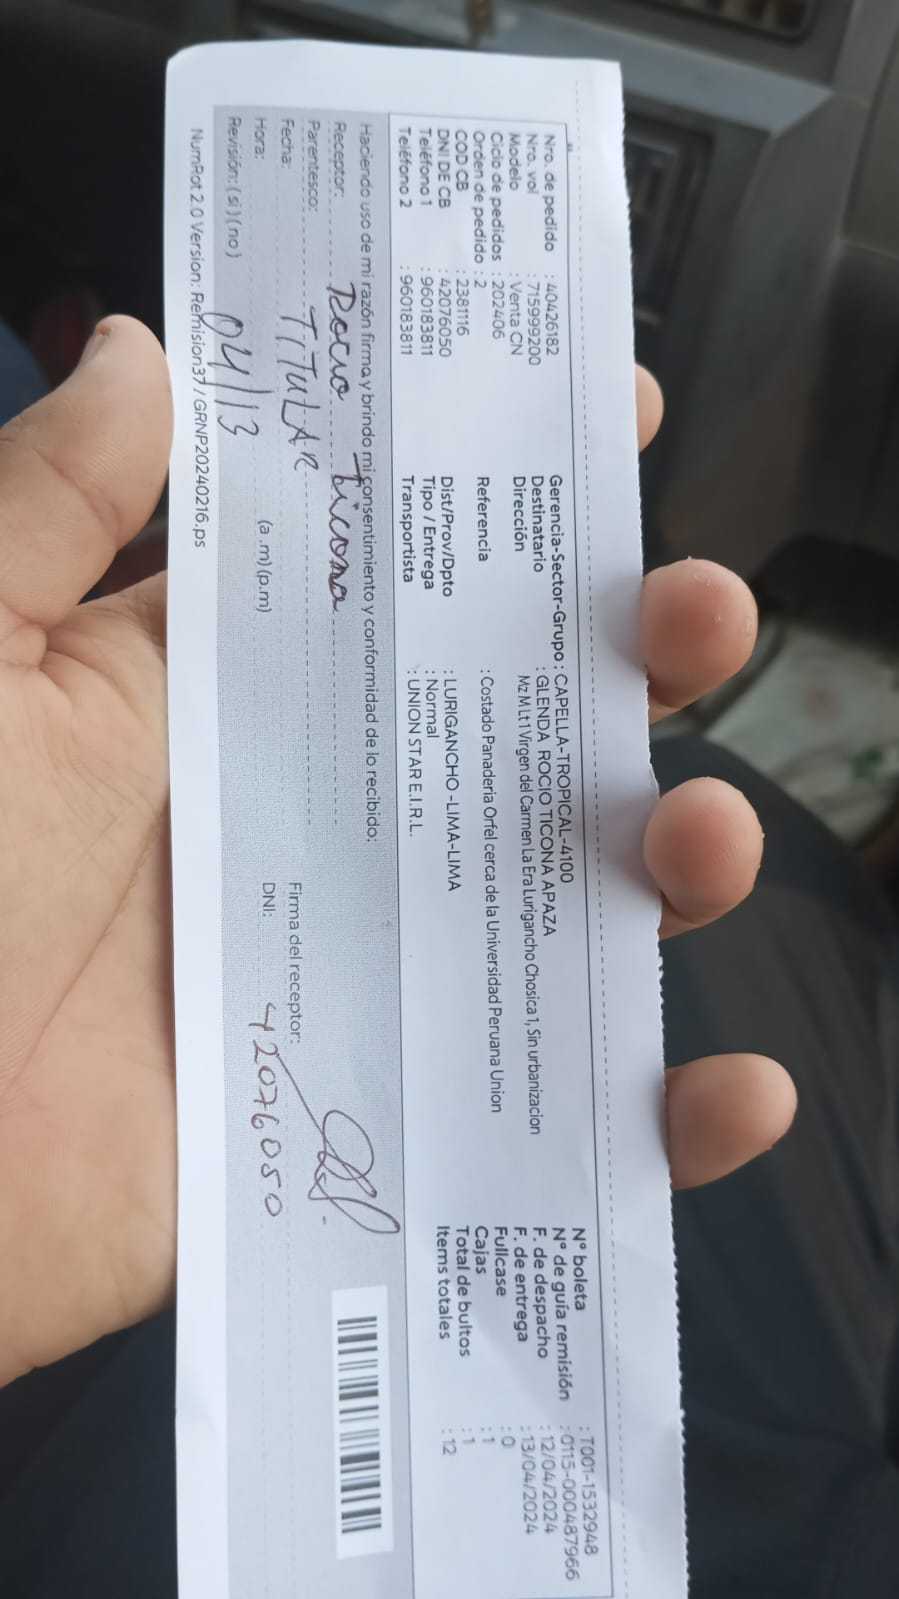 Nro. de pedido : 40426182
Nro. vol : 715999200
Modelo : Venta CN
Ciclo de pedidos : 202406
Orden de pedido : 2
COD CB : 2381116
DNI DE CB : 42076050
Teléfono 1 : 960183811
Teléfono 2 : 960183811
Gerencia-Sector-Grupo : CAPELLA-TROPICAL-4100
Destinatario : GLENDA ROCIO TICONA APAZA
Dirección Mz M Lt 1 Virgen del Carmen La Era Lurigancho Chosica 1, Sin urbanizacion
Referencia : Costado Panaderia Orfel cerca de la Universidad Peruana Union
Dist/Prov/Dpto : LURIGANCHO -LIMA-LIMA
Tipo / Entrega : Normal
Transportista : UNION STAR E.I.R.L.
N° boleta : T001-1532948
N° de guía remisión : 0115-000487966
F. de despacho : 12/04/2024
F. de entrega : 13/04/2024
Fullcase : 0
Cajas : 1
Total de bultos : 1
Items totales : 12
Haciendo uso de mi razón firma y brindo mi consentimiento y conformidad de lo recibido:
Receptor: Rocio Ticona
Parentesco: TITULAR
Fecha:
Firma del receptor:
Hora: (a .m) (p.m)
DNI: 42076050
Revisión: ( si ) ( no ) 04/13
NumRot 2.0 Version: Remision37 / GRNP20240216.ps